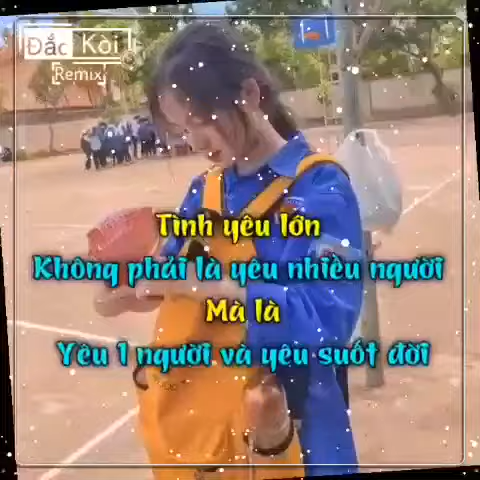 Đắc Kòi
Remix
Tình yêu lớn
Không phải là yêu nhiều người
Mà là
Yêu 1 người và yêu suốt đời